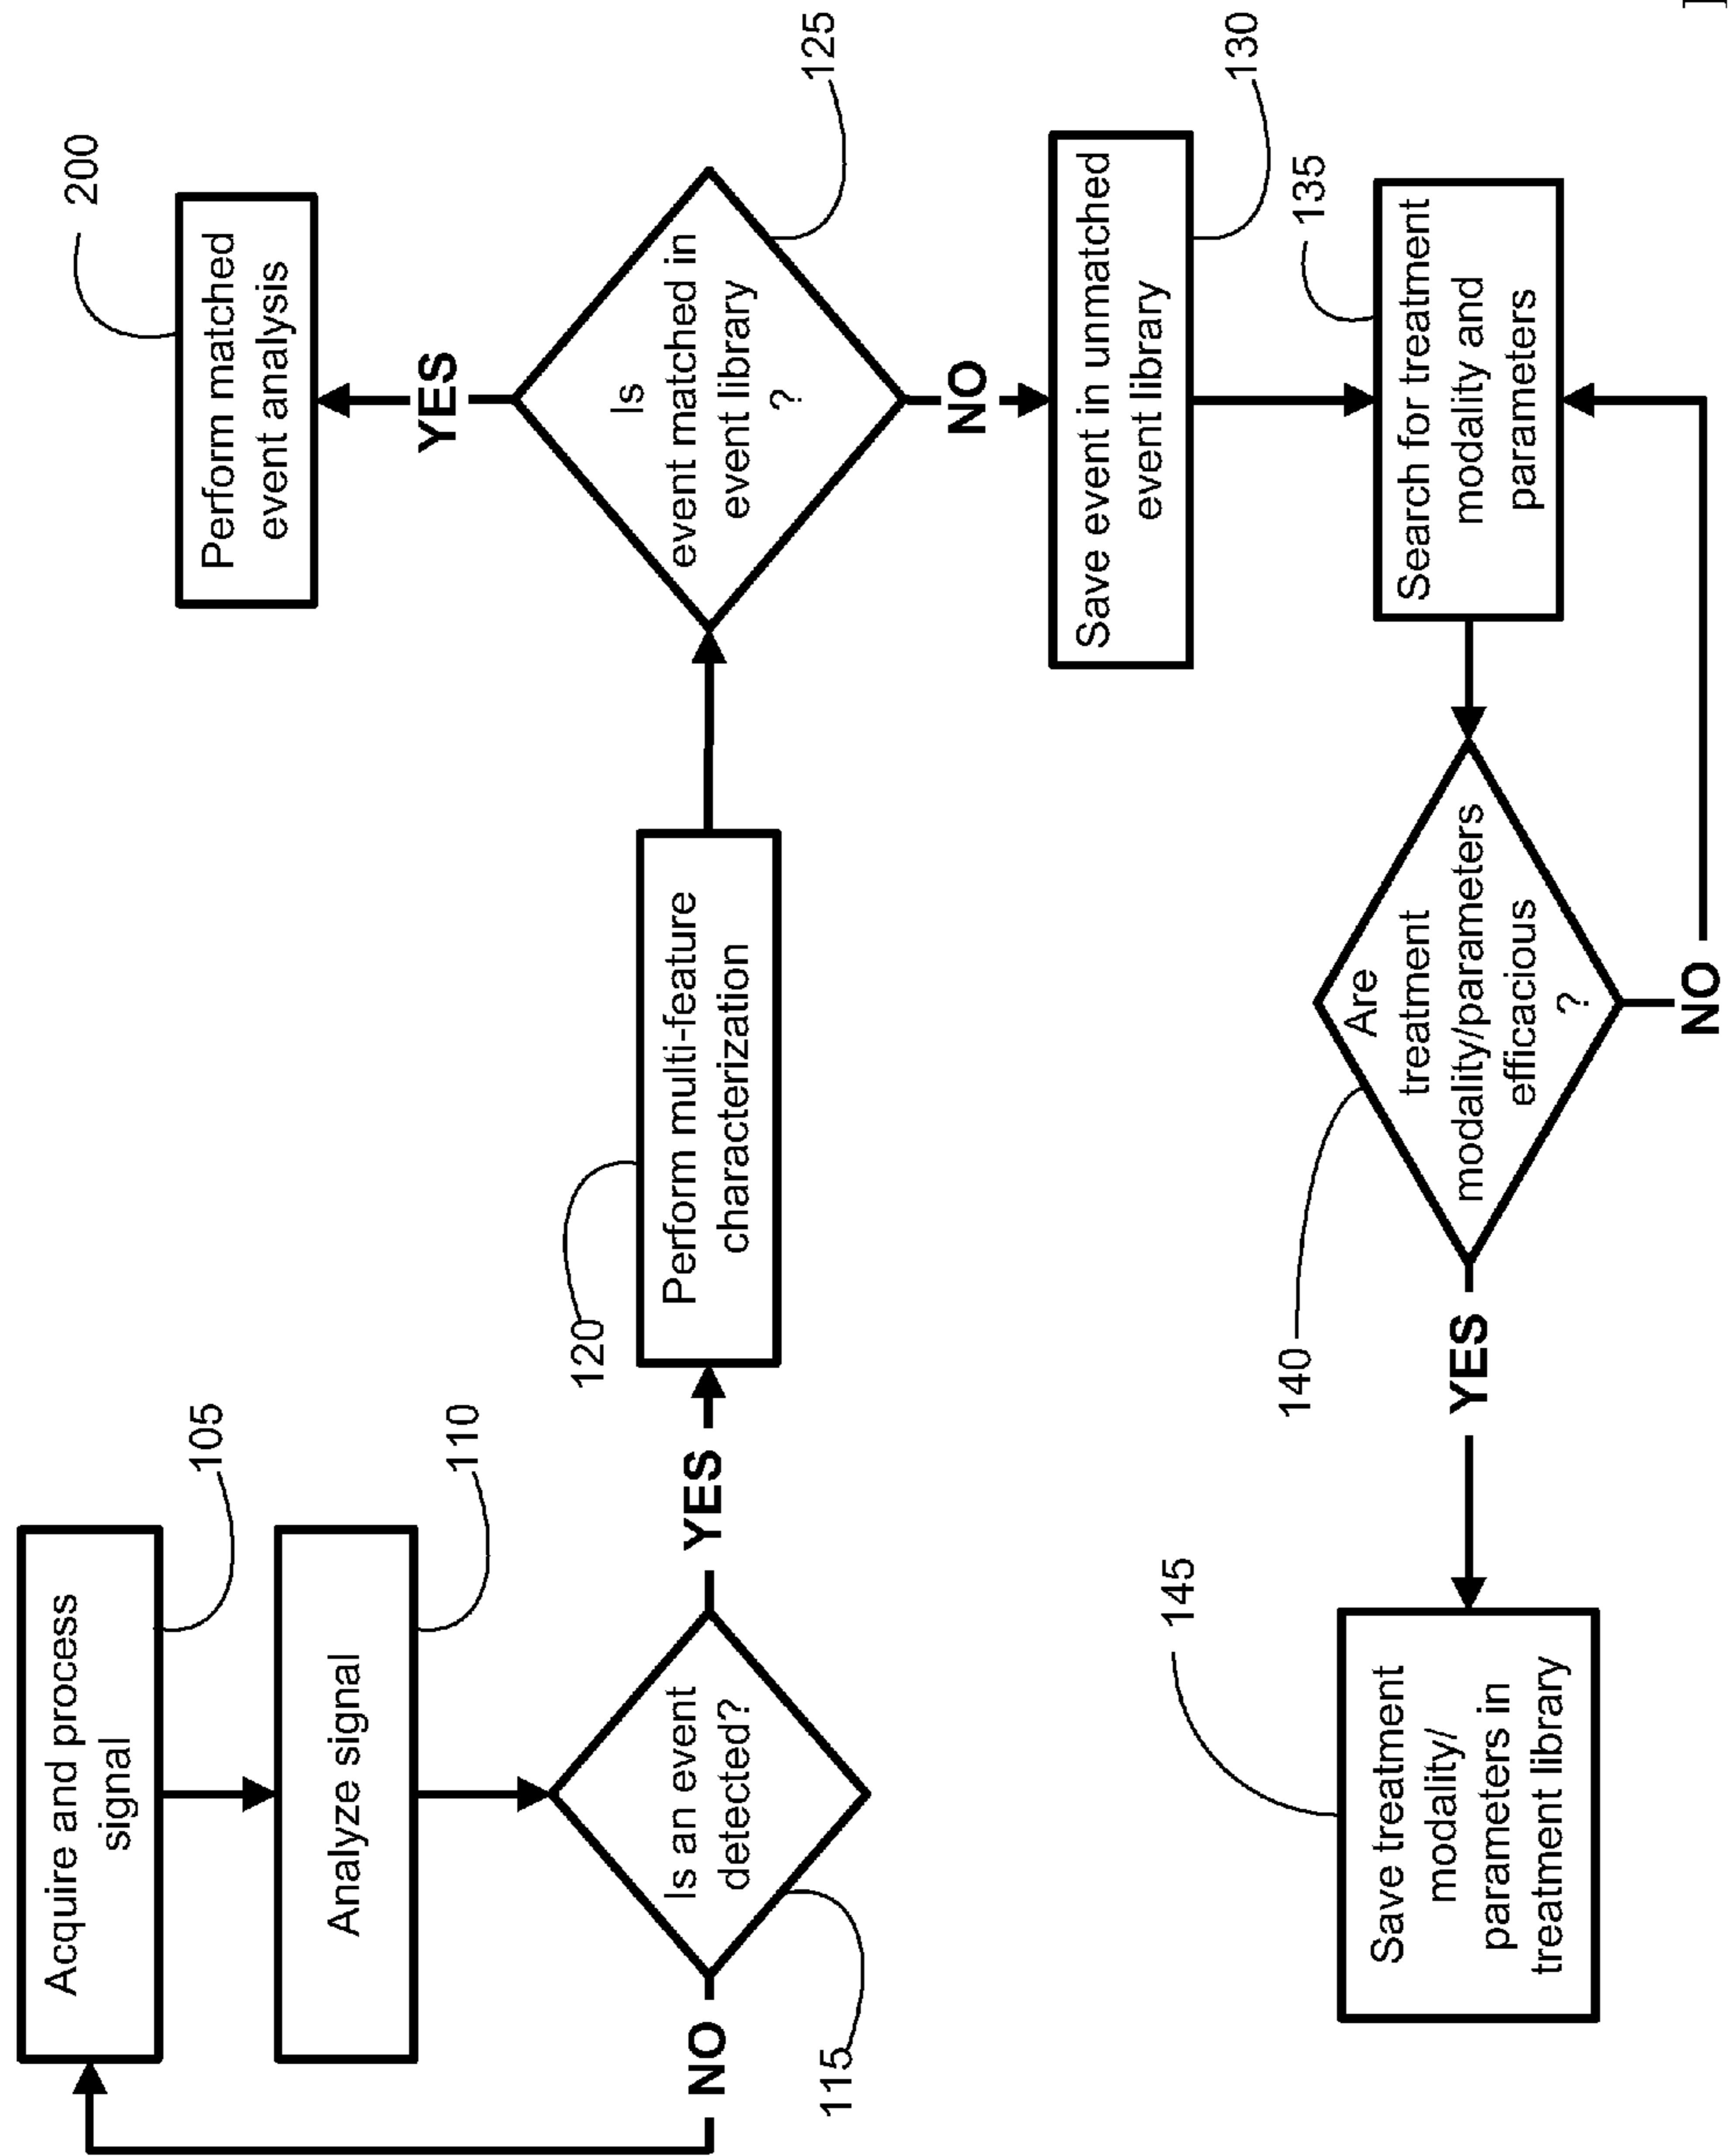 Acquire and process
signal
105
Analyze signal
110
Is an event
detected?
115
NO
YES
120
Perform multi-feature
characterization
200
Perform matched
event analysis
YES
Is
event matched in
event library
?
125
NO
Save event in unmatched
event library
130
135
Search for treatment
modality and
parameters
Are
treatment
modality/parameters
efficacious
?
140
NO
YES
145
Save treatment
modality/
parameters in
treatment library